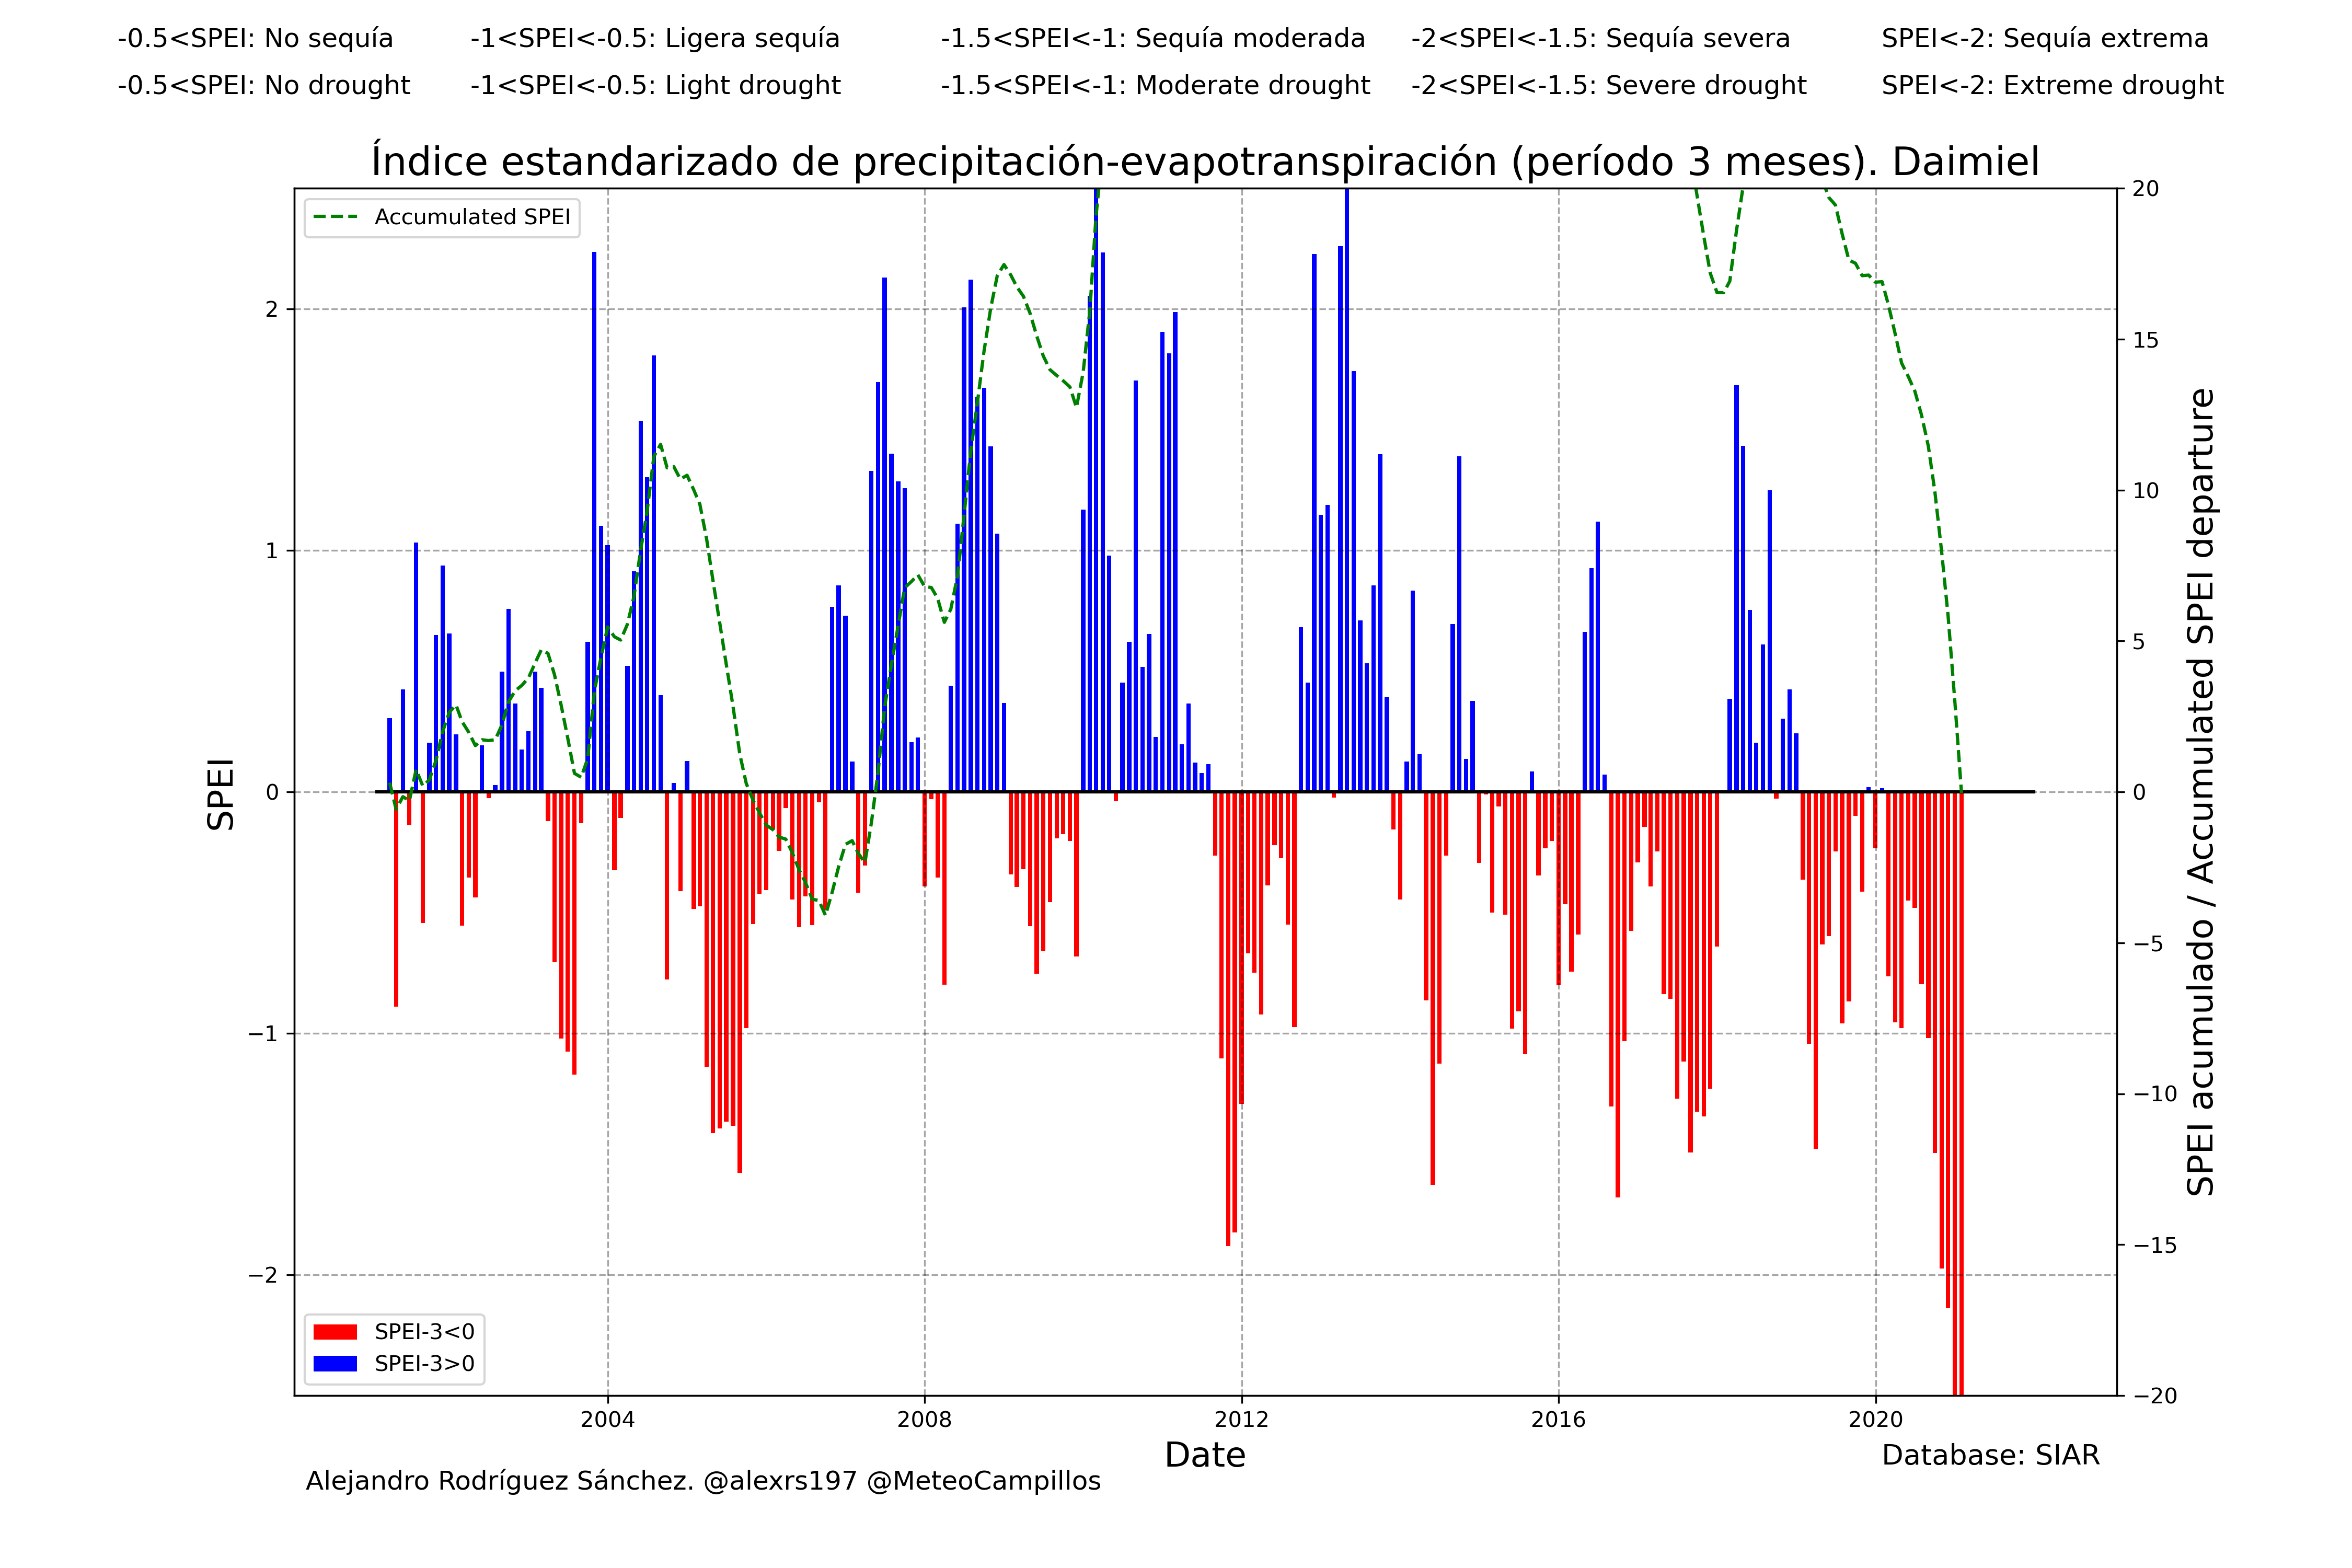 -0.5<SPEI: No sequía -1<SPEI<-0.5: Ligera sequía -1.5<SPEI<-1: Sequía moderada -2<SPEI<-1.5: Sequía severa SPEI<-2: Sequía extrema
-0.5<SPEI: No drought -1<SPEI<-0.5: Light drought -1.5<SPEI<-1: Moderate drought -2<SPEI<-1.5: Severe drought SPEI<-2: Extreme drought
Índice estandarizado de precipitación-evapotranspiración (período 3 meses). Daimiel
Accumulated SPEI
SPEI
2
1
0
−1
−2
20
15
10
5
0
−5
−10
−15
−20
SPEI acumulado / Accumulated SPEI departure
SPEI-3<0
SPEI-3>0
2004 2008 2012 2016 2020
Date
Database: SIAR
Alejandro Rodríguez Sánchez. @alexrs197 @MeteoCampillos